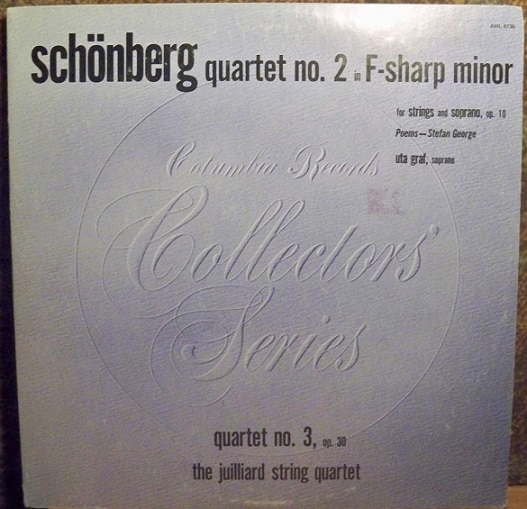 schönberg quartet no. 2 in F-sharp minor
for strings and soprano, op. 10
Poems — Stefan George
uta graf, soprano
Columbia Records
Collectors'
Series
quartet no. 3, op. 30
the juilliard string quartet